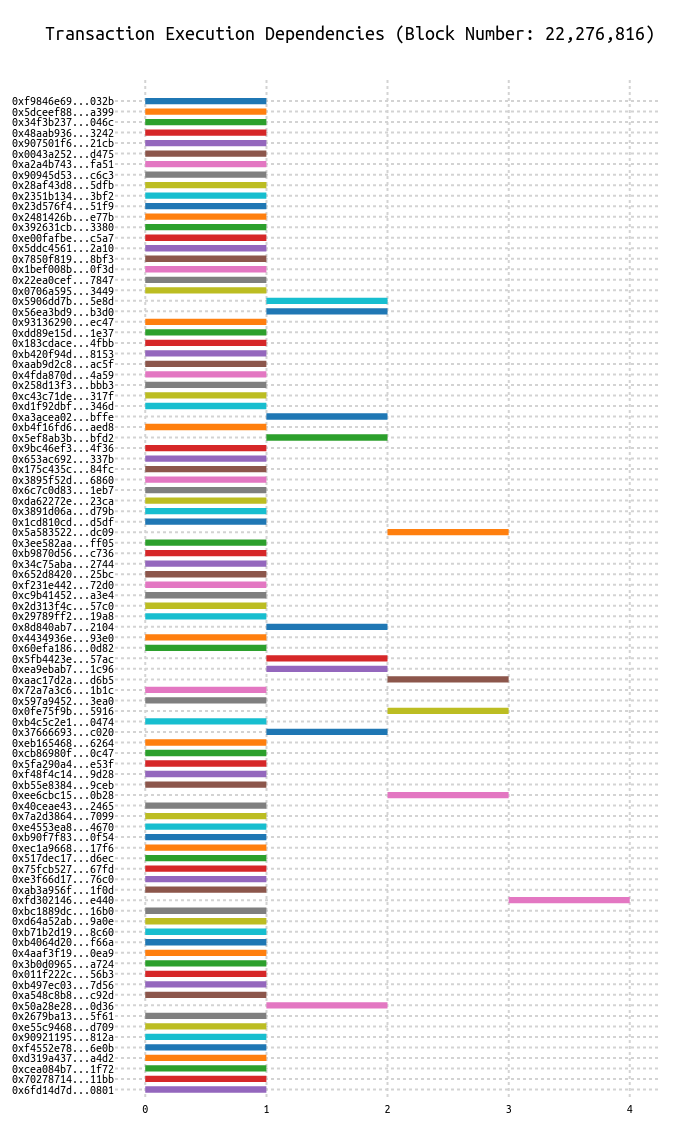 Transaction Execution Dependencies (Block Number: 22,276,816)
0xf9846e69...032b
0x5dceef88...a399
0x34f3b237...046c
0x48aab936...3242
0x907501f6...21cb
0x0043a252...d475
0xa2a4b743...fa51
0x90945d53...c6c3
0x28af43d8...5dfb
0x2351b134...3bf2
0x23d576f4...51f9
0x2481426b...e77b
0x392631cb...3380
0xe00fafbe...c5a7
0x5ddc4561...2a10
0x7850f819...8bf3
0x1bef008b...0f3d
0x22ea0cef...7847
0x0706a595...3449
0x5906dd7b...5e8d
0x56ea3bd9...b3d0
0x93136290...ec47
0xdd89e15d...1e37
0x183cdace...4fbb
0xb420f94d...8153
0xaab9d2c8...ac5f
0x4fda870d...4a59
0x258d13f3...bbb3
0xc43c71de...317f
0xd1f92dbf...346d
0xa3acea02...bffe
0xb4f16fd6...aed8
0x5ef8ab3b...bfd2
0x9bc46ef3...4f36
0x653ac692...337b
0x175c435c...84fc
0x3895f52d...6860
0x6c7c0d83...1eb7
0xda62272e...23ca
0x3891d06a...d79b
0x1cd810cd...d5df
0x5a583522...dc09
0x3ee582aa...ff05
0xb9870d56...c736
0x34c75aba...2744
0x652d8420...25bc
0xf231e442...72d0
0xc9b41452...a3e4
0x2d313f4c...57c0
0x29789ff2...19a8
0x8d840ab7...2104
0x4434936e...93e0
0x60efa186...0d82
0x5fb4423e...57ac
0xea9ebab7...1c96
0xaac17d2a...d6b5
0x72a7a3c6...1b1c
0x597a9452...3ea0
0x0fe75f9b...5916
0xb4c5c2e1...0474
0x37666693...c020
0xeb165468...6264
0xcb86980f...0c47
0x5fa290a4...e53f
0xf48f4c14...9d28
0xb55e8384...9ceb
0xee6cbc15...0b28
0x40ceae43...2465
0x7a2d3864...7099
0xe4553ea8...4670
0xb90f7f83...0f54
0xec1a9668...17f6
0x517dec17...d6ec
0x75fcb527...67fd
0xe3f66d17...76c0
0xab3a956f...1f0d
0xfd302146...e440
0xbc1889dc...16b0
0xd64a52ab...9a0e
0xb71b2d19...8c60
0xb4064d20...f66a
0x4aaf3f19...0ea9
0x3b0d0965...a724
0x011f222c...56b3
0xb497ec03...7d56
0xa548c8b8...c92d
0x50a28e28...0d36
0x2679ba13...5f61
0xe55c9468...d709
0x90921195...812a
0xf4552e78...6e0b
0xd319a437...a4d2
0xcea084b7...1f72
0x70278714...11bb
0x6fd14d7d...0801
0 1 2 3 4